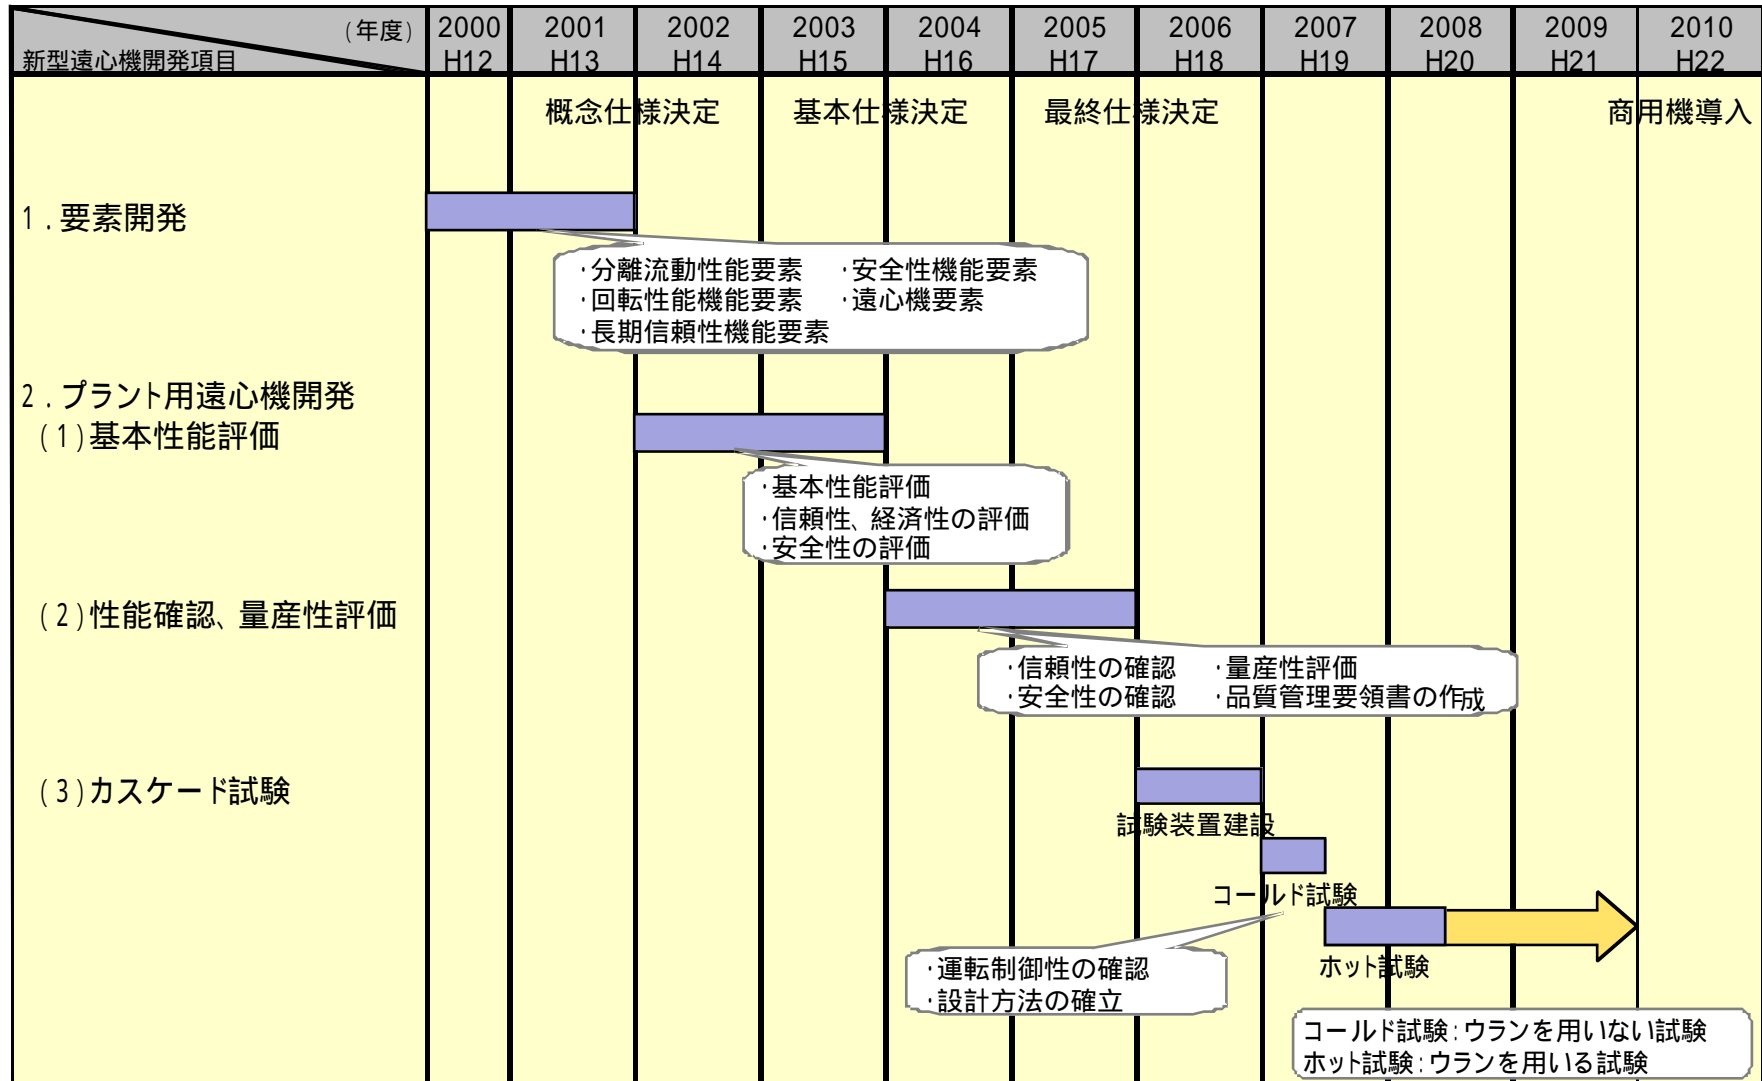 (年度) 2000 2001 2002 2003 2004 2005 2006 2007 2008 2009 2010
新型遠心機開発項目 H12 H13 H14 H15 H16 H17 H18 H19 H20 H21 H22
概念仕様決定 基本仕様決定 最終仕様決定 商用機導入
1.要素開発
・分離流動性能要素 ・安全性機能要素
・回転性能機能要素 ・遠心機要素
・長期信頼性機能要素
2.プラント用遠心機開発
(1)基本性能評価
・基本性能評価
・信頼性、経済性の評価
・安全性の評価
(2)性能確認、量産性評価
・信頼性の確認 ・量産性評価
・安全性の確認 ・品質管理要領書の作成
(3)カスケード試験
試験装置建設
コールド試験
ホット試験
・運転制御性の確認
・設計方法の確立
コールド試験:ウランを用いない試験
ホット試験:ウランを用いる試験